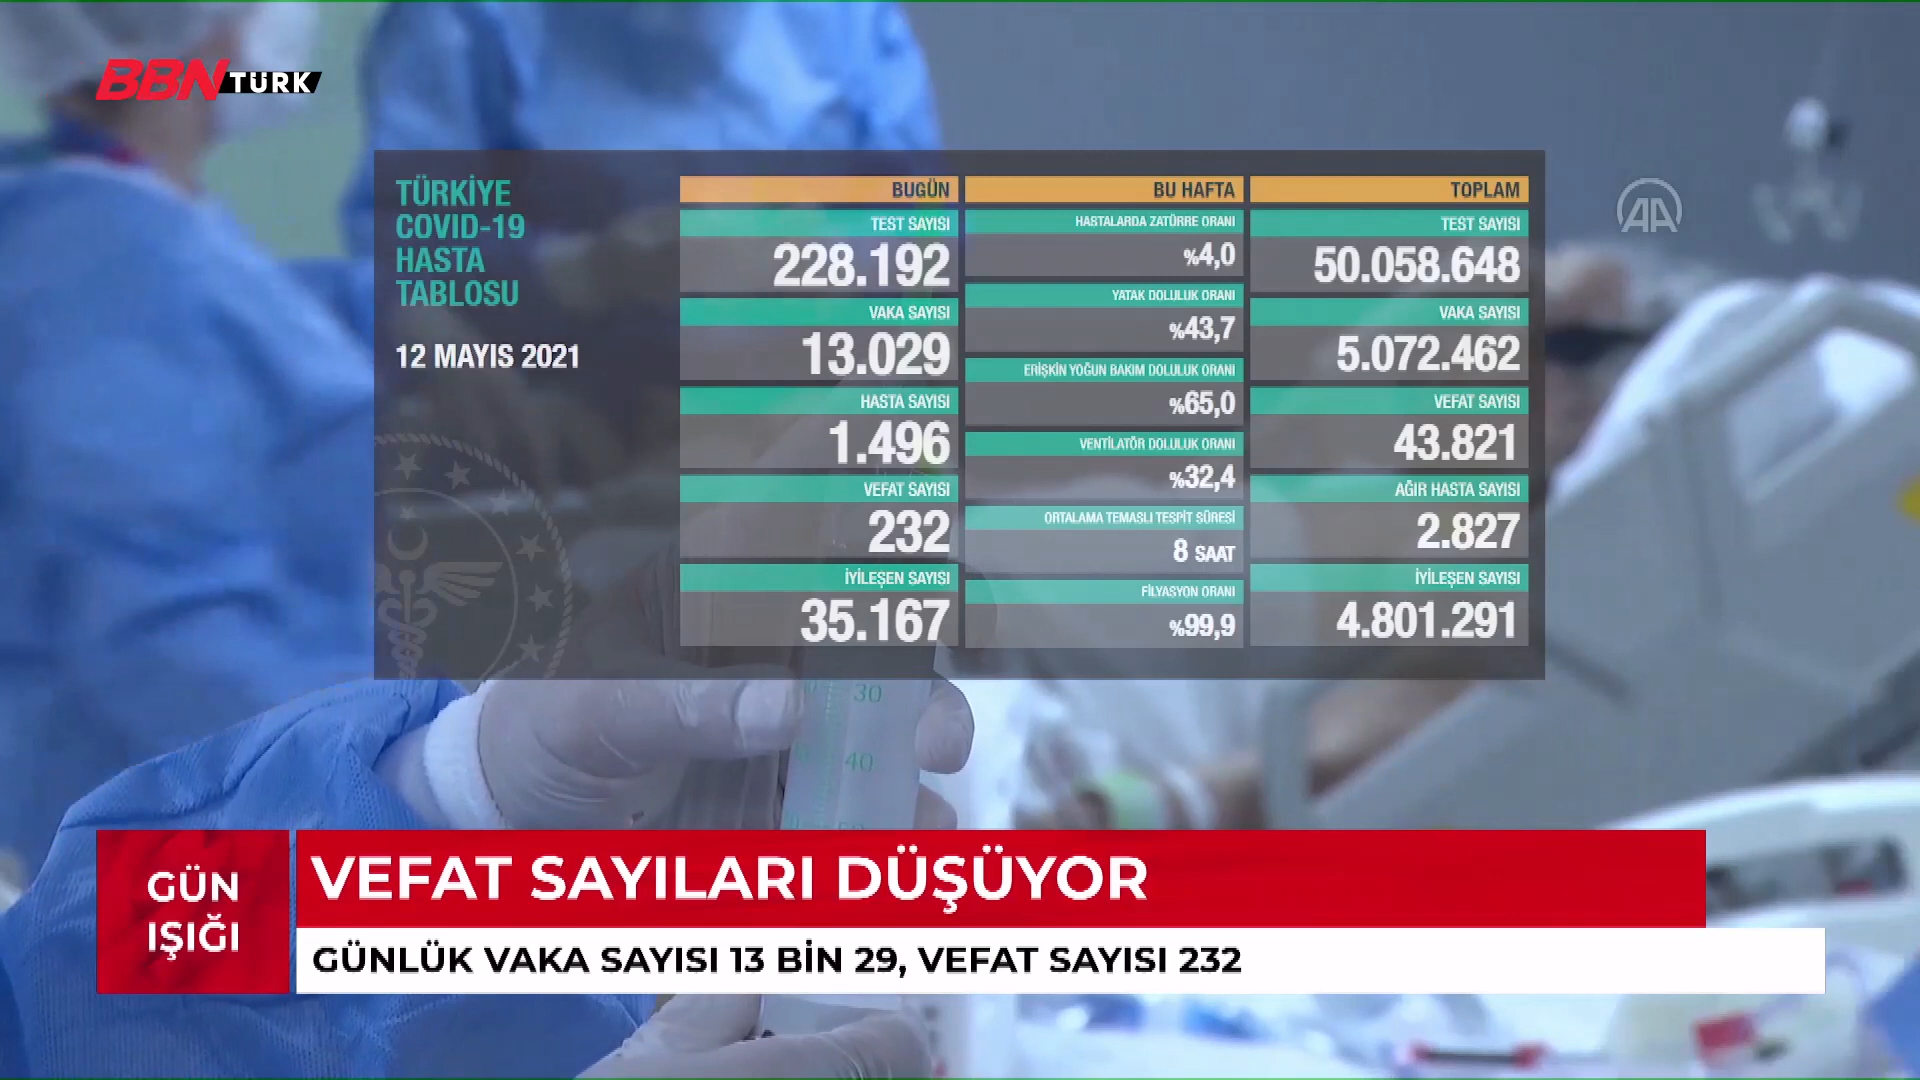 BBN TÜRK
TÜRKİYE
COVID-19
HASTA
TABLOSU
12 MAYIS 2021
BUGÜN
TEST SAYISI
228.192
VAKA SAYISI
13.029
HASTA SAYISI
1.496
VEFAT SAYISI
232
İYİLEŞEN SAYISI
35.167
BU HAFTA
HASTALARDA ZATÜRRE ORANI
%4,0
YATAK DOLULUK ORANI
%43,7
ERİŞKİN YOĞUN BAKIM DOLULUK ORANI
%65,0
VENTİLATÖR DOLULUK ORANI
%32,4
ORTALAMA TEMASLI TESPİT SÜRESİ
8 SAAT
FİLYASYON ORANI
%99,9
TOPLAM
TEST SAYISI
50.058.648
VAKA SAYISI
5.072.462
VEFAT SAYISI
43.821
AĞIR HASTA SAYISI
2.827
İYİLEŞEN SAYISI
4.801.291
AA
30
40
GÜN
IŞIĞI
VEFAT SAYILARI DÜŞÜYOR
GÜNLÜK VAKA SAYISI 13 BİN 29, VEFAT SAYISI 232